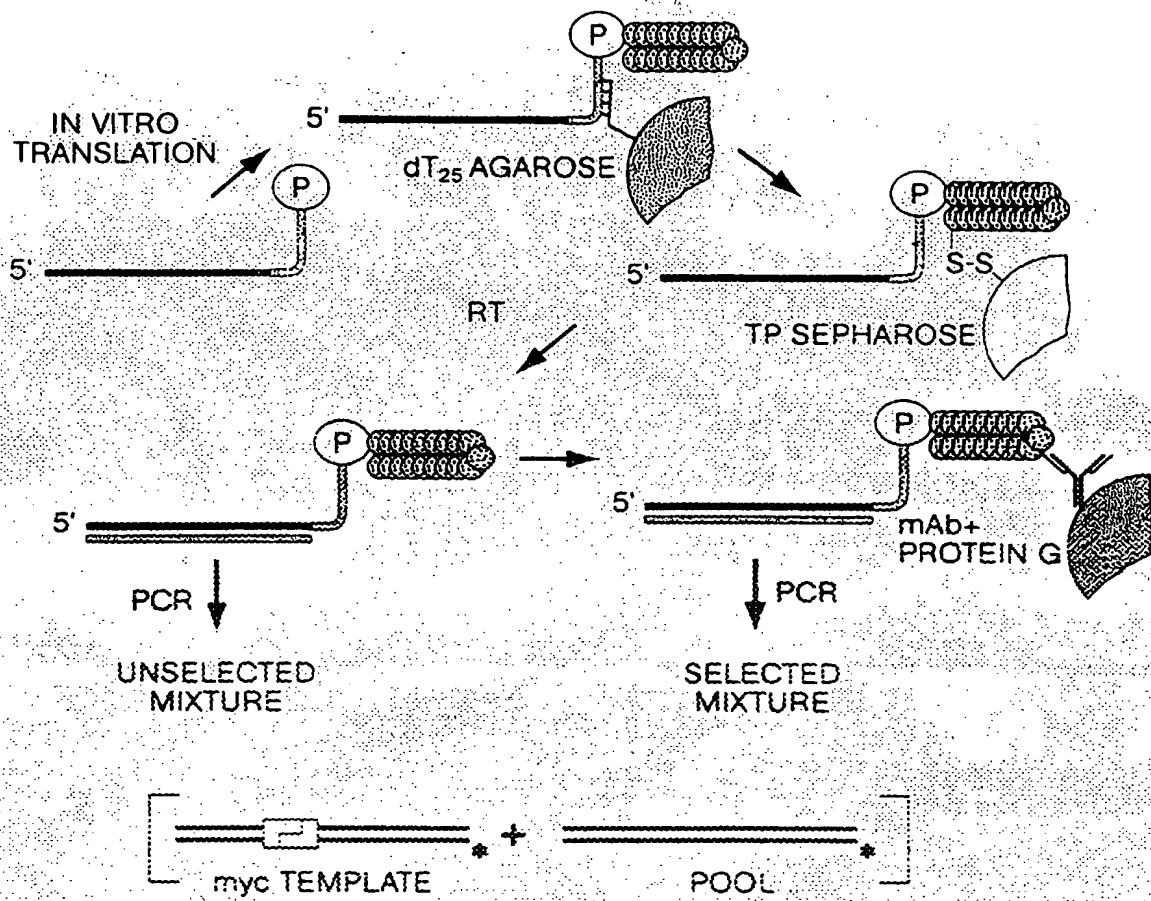 P
IN VITRO
TRANSLATION
5'
dT25 AGAROSE
P
5'
P
5'
S-S
TP SEPHAROSE
RT
P
5'
P
5'
mAb+
PROTEIN G
PCR
PCR
UNSELECTED
MIXTURE
SELECTED
MIXTURE
* + *
myc TEMPLATE
POOL